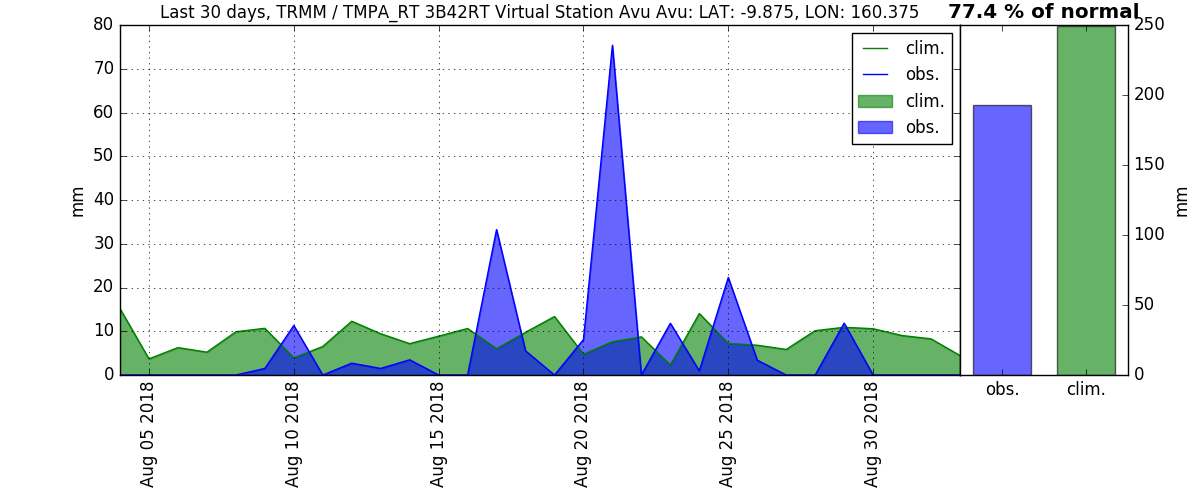 Last 30 days, TRMM / TMPA_RT 3B42RT Virtual Station Avu Avu: LAT: -9.875, LON: 160.375
77.4 % of normal
80
70
60
50
40
30
20
10
0
mm
clim.
obs.
clim.
obs.
250
200
150
100
50
0
mm
obs.
clim.
Aug 05 2018
Aug 10 2018
Aug 15 2018
Aug 20 2018
Aug 25 2018
Aug 30 2018